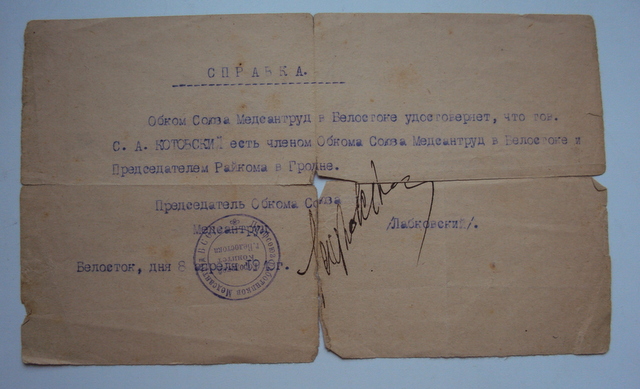 СПРАВКА.
Обком Союза Медсантруд в Белостоке удостоверяет, что тов.
С. А. КОТОВСКИЙ есть членом Обкома Союза Медсантруд в Белостоке и
Председателем Райкома в Гродне.
Председатель Обкома Союза
Медсантруд
/Лабковский/.
Белосток, дня 8 апреля г.